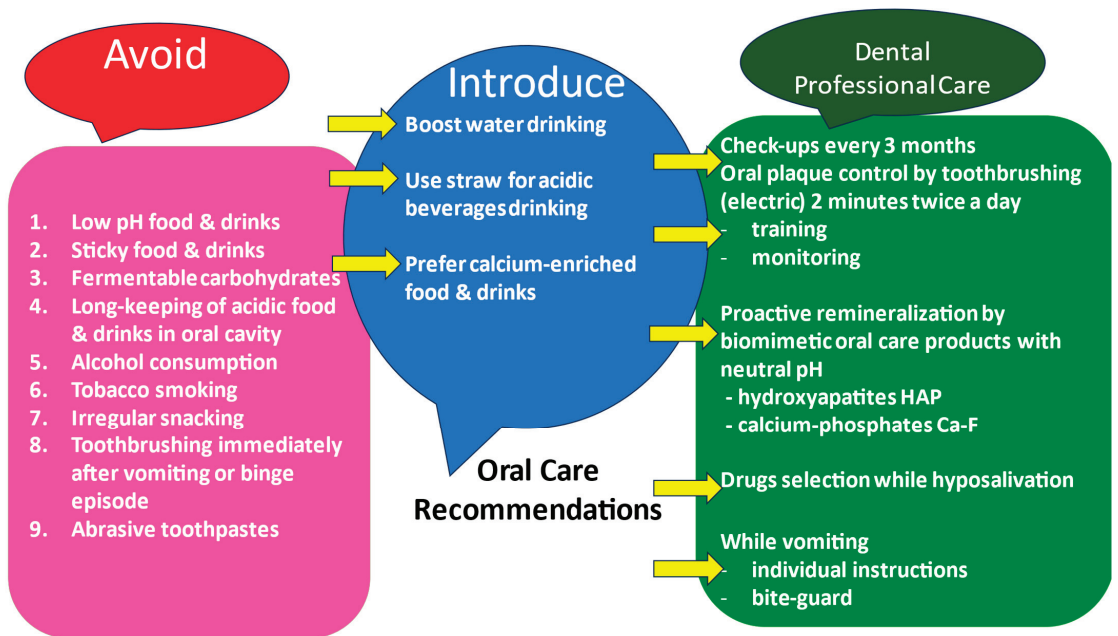 Avoid
1. Low pH food & drinks
2. Sticky food & drinks
3. Fermentable carbohydrates
4. Long-keeping of acidic food
& drinks in oral cavity
5. Alcohol consumption
6. Tobacco smoking
7. Irregular snacking
8. Toothbrushing immediately
after vomiting or binge
episode
9. Abrasive toothpastes
Introduce
Boost water drinking
Use straw for acidic
beverages drinking
Prefer calcium-enriched
food & drinks
Oral Care
Recommendations
Dental
Professional Care
Check-ups every 3 months
Oral plaque control by toothbrushing
(electric) 2 minutes twice a day
- training
- monitoring
Proactive remineralization by
biomimetic oral care products with
neutral pH
- hydroxyapatites HAP
- calcium-phosphates Ca-F
Drugs selection while hyposalivation
While vomiting
- individual instructions
- bite-guard